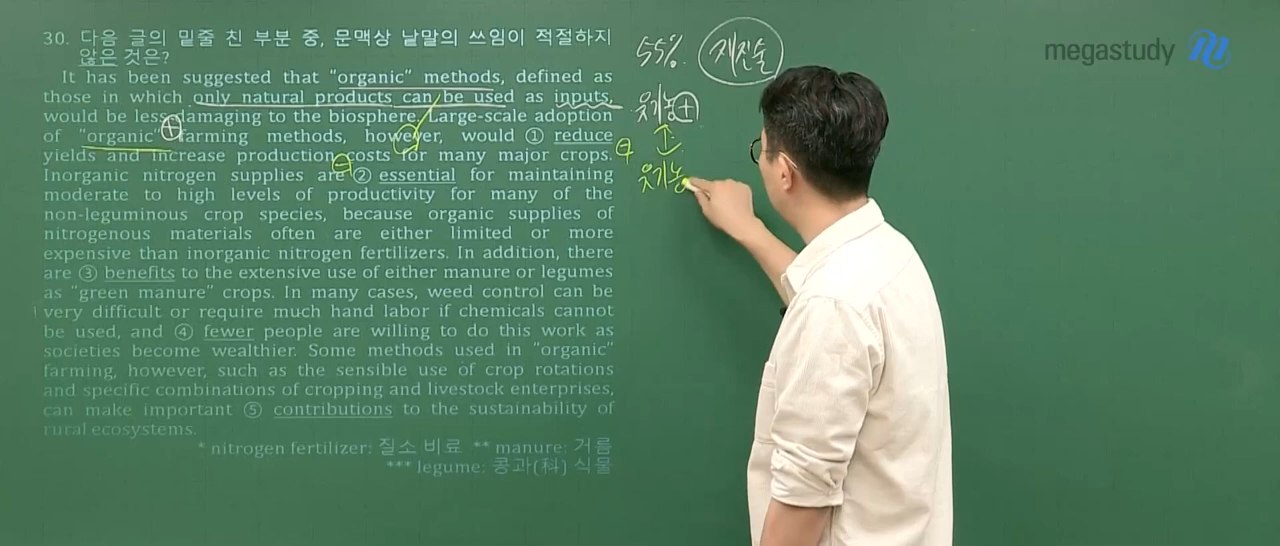 30. 다음 글의 밑줄 친 부분 중, 문맥상 낱말의 쓰임이 적절하지
않은 것은?
It has been suggested that "organic" methods, defined as
those in which only natural products can be used as inputs,
would be less damaging to the biosphere. Large-scale adoption
of "organic" farming methods, however, would ① reduce
yields and increase production costs for many major crops.
Inorganic nitrogen supplies are ② essential for maintaining
moderate to high levels of productivity for many of the
non-leguminous crop species, because organic supplies of
nitrogenous materials often are either limited or more
expensive than inorganic nitrogen fertilizers. In addition, there
are ③ benefits to the extensive use of either manure or legumes
as "green manure" crops. In many cases, weed control can be
very difficult or require much hand labor if chemicals cannot
be used, and ④ fewer people are willing to do this work as
societies become wealthier. Some methods used in "organic"
farming, however, such as the sensible use of crop rotations
and specific combinations of cropping and livestock enterprises,
can make important ⑤ contributions to the sustainability of
rural ecosystems.
* nitrogen fertilizer: 질소 비료 ** manure: 거름
*** legume: 콩과(科) 식물
55% 재진술
유기농 +
유기농
megastudy